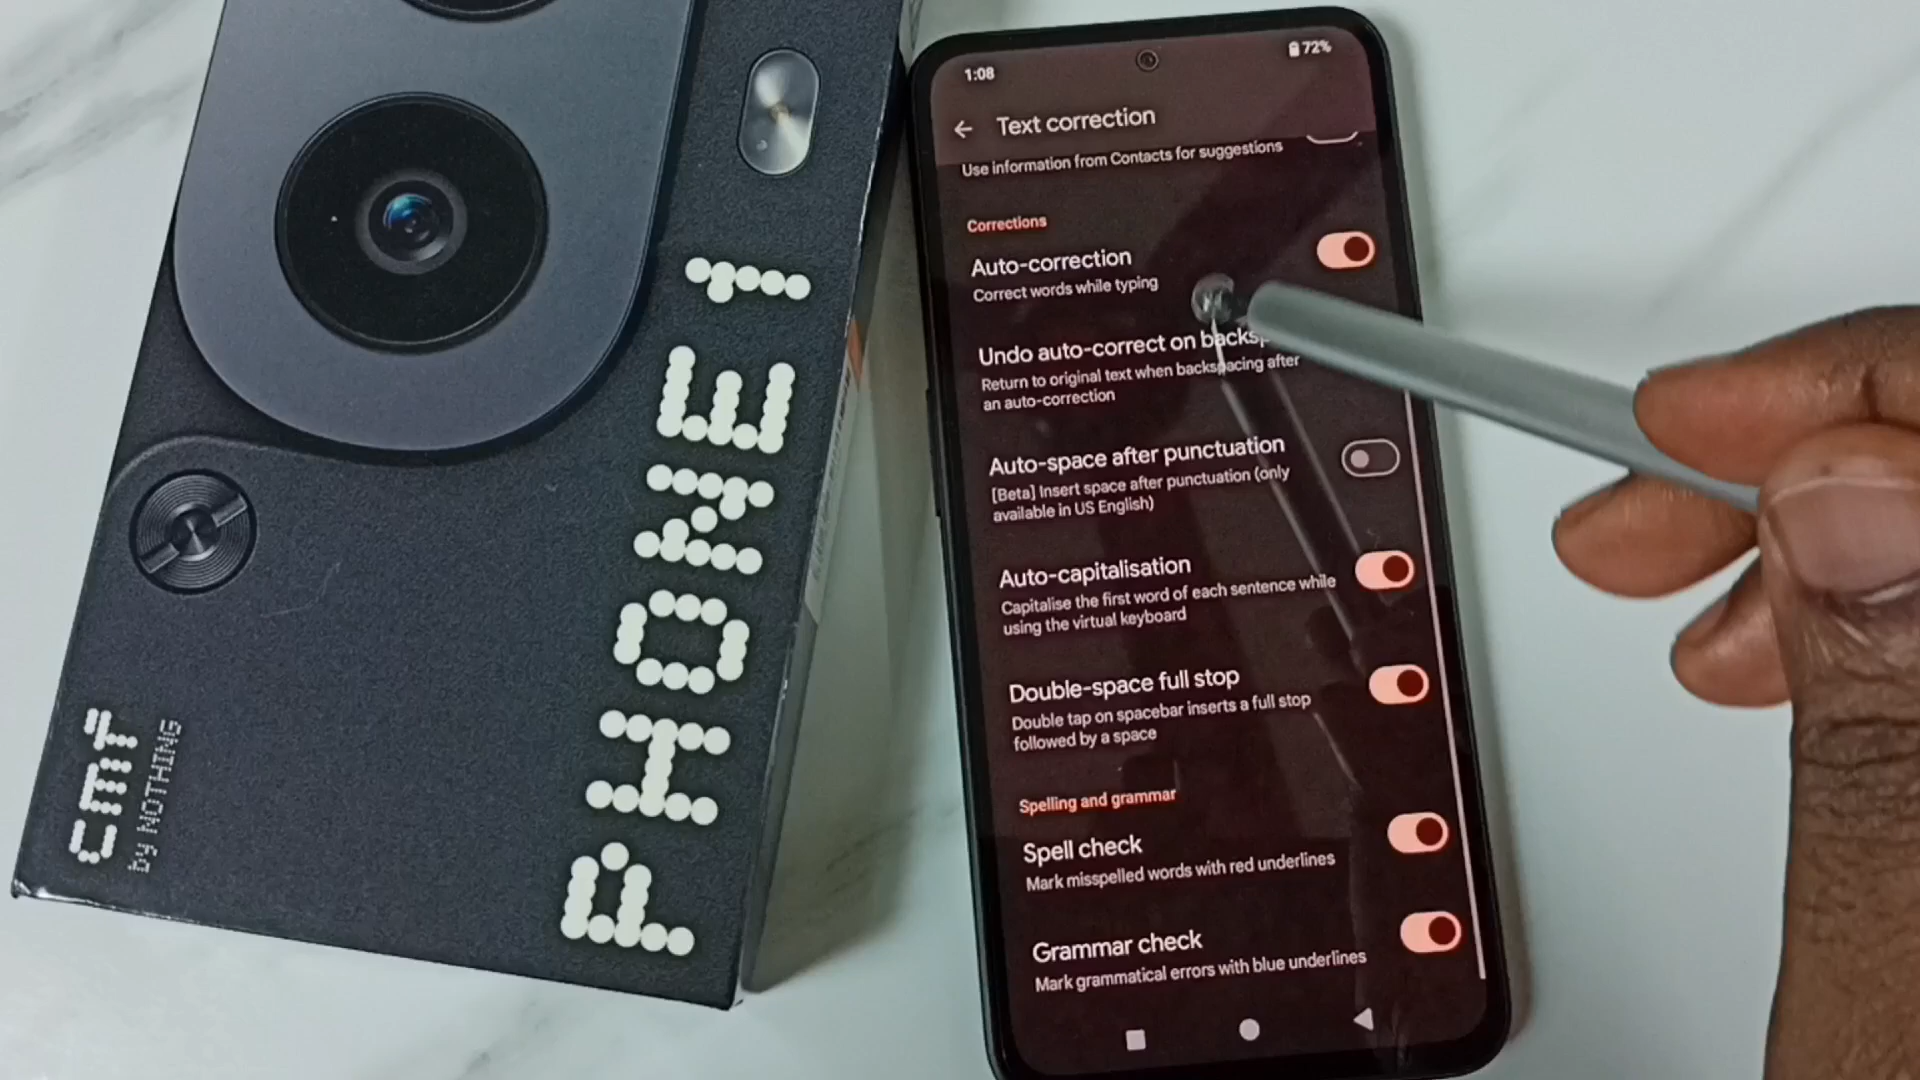 PHONE 1
cmf
by NOTHING
1:08
72%
Text correction
Use information from Contacts for suggestions
Corrections
Auto-correction
Correct words while typing
Undo auto-correct on
Return to original text when backspacing after
an auto-correction
Auto-space after punctuation
[Beta] Insert space after punctuation (only
available in US English)
Auto-capitalisation
Capitalise the first word of each sentence while
using the virtual keyboard
Double-space full stop
Double tap on spacebar inserts a full stop
followed by a space
Spelling and grammar
Spell check
Mark misspelled words with red underlines
Grammar check
Mark grammatical errors with blue underlines